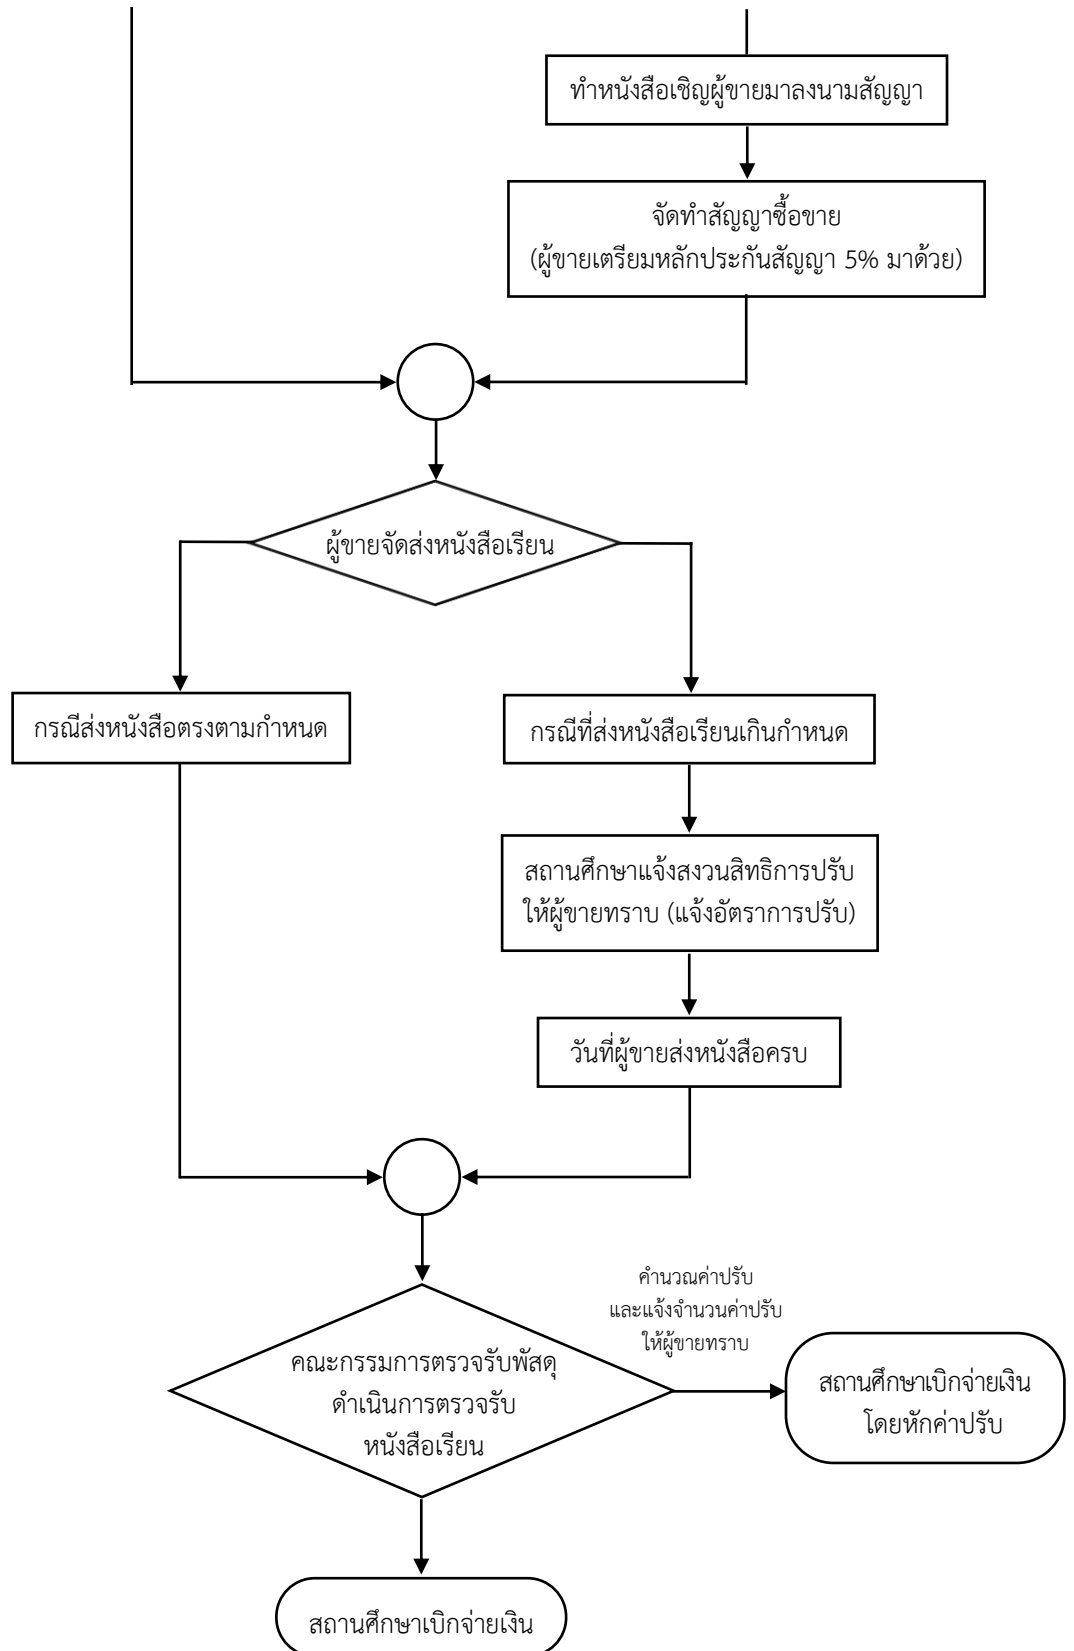 ทำหนังสือเชิญผู้ขายมาลงนามสัญญา
จัดทำสัญญาซื้อขาย
(ผู้ขายเตรียมหลักประกันสัญญา 5% มาด้วย)
ผู้ขายจัดส่งหนังสือเรียน
กรณีส่งหนังสือตรงตามกำหนด
กรณีที่ส่งหนังสือเรียนเกินกำหนด
สถานศึกษาแจ้งสงวนสิทธิการปรับ
ให้ผู้ขายทราบ (แจ้งอัตราการปรับ)
วันที่ผู้ขายส่งหนังสือครบ
คำนวณค่าปรับ
และแจ้งจำนวนค่าปรับ
ให้ผู้ขายทราบ
คณะกรรมการตรวจรับพัสดุ
ดำเนินการตรวจรับ
หนังสือเรียน
สถานศึกษาเบิกจ่ายเงิน
โดยหักค่าปรับ
สถานศึกษาเบิกจ่ายเงิน